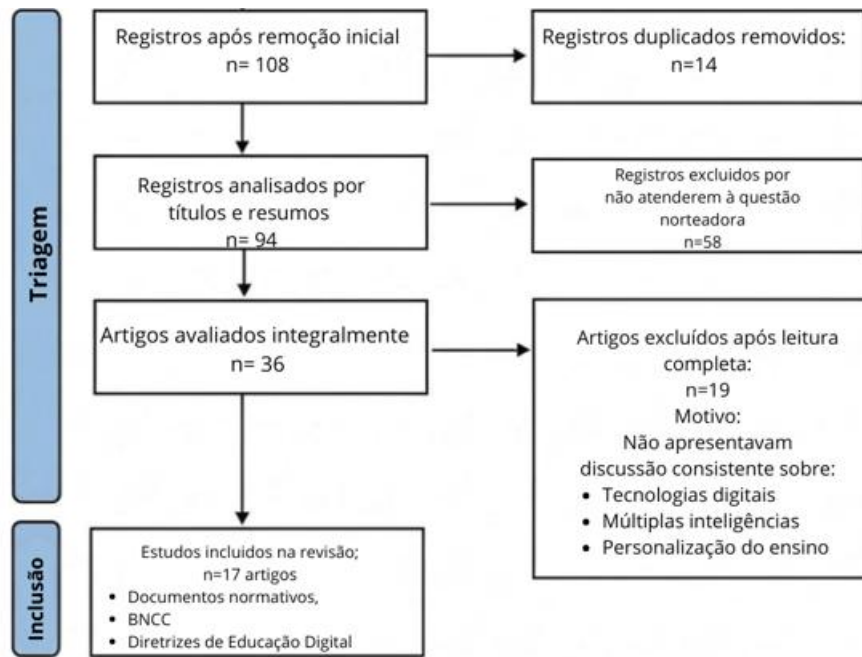 Triagem
Registros após remoção inicial
n= 108
Registros duplicados removidos:
n=14
Registros analisados por
títulos e resumos
n= 94
Registros excluidos por
não atenderem à questão
norteadora
n=58
Artigos avaliados integralmente
n= 36
Artigos excluídos após leitura
completa:
n=19
Motivo:
Não apresentavam
discussão consistente sobre:
• Tecnologias digitais
• Múltiplas inteligências
• Personalização do ensino
Inclusão
Estudos incluidos na revisão;
n=17 artigos
• Documentos normativos,
• BNCC
• Diretrizes de Educação Digital